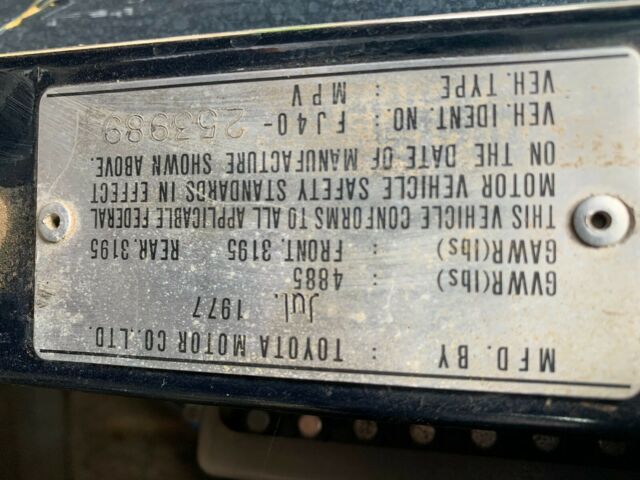 MFD. BY : TOYOTA MOTOR CO.,LTD.
Jul. 1977
GVWR(lbs) : 4885
GAWR(lbs) : FRONT. 3195 REAR. 3195
THIS VEHICLE CONFORMS TO ALL APPLICABLE FEDERAL
MOTOR VEHICLE SAFETY STANDARDS IN EFFECT
ON THE DATE OF MANUFACTURE SHOWN ABOVE.
VEH. IDENT. NO. : FJ40-253989
VEH. TYPE : MPV